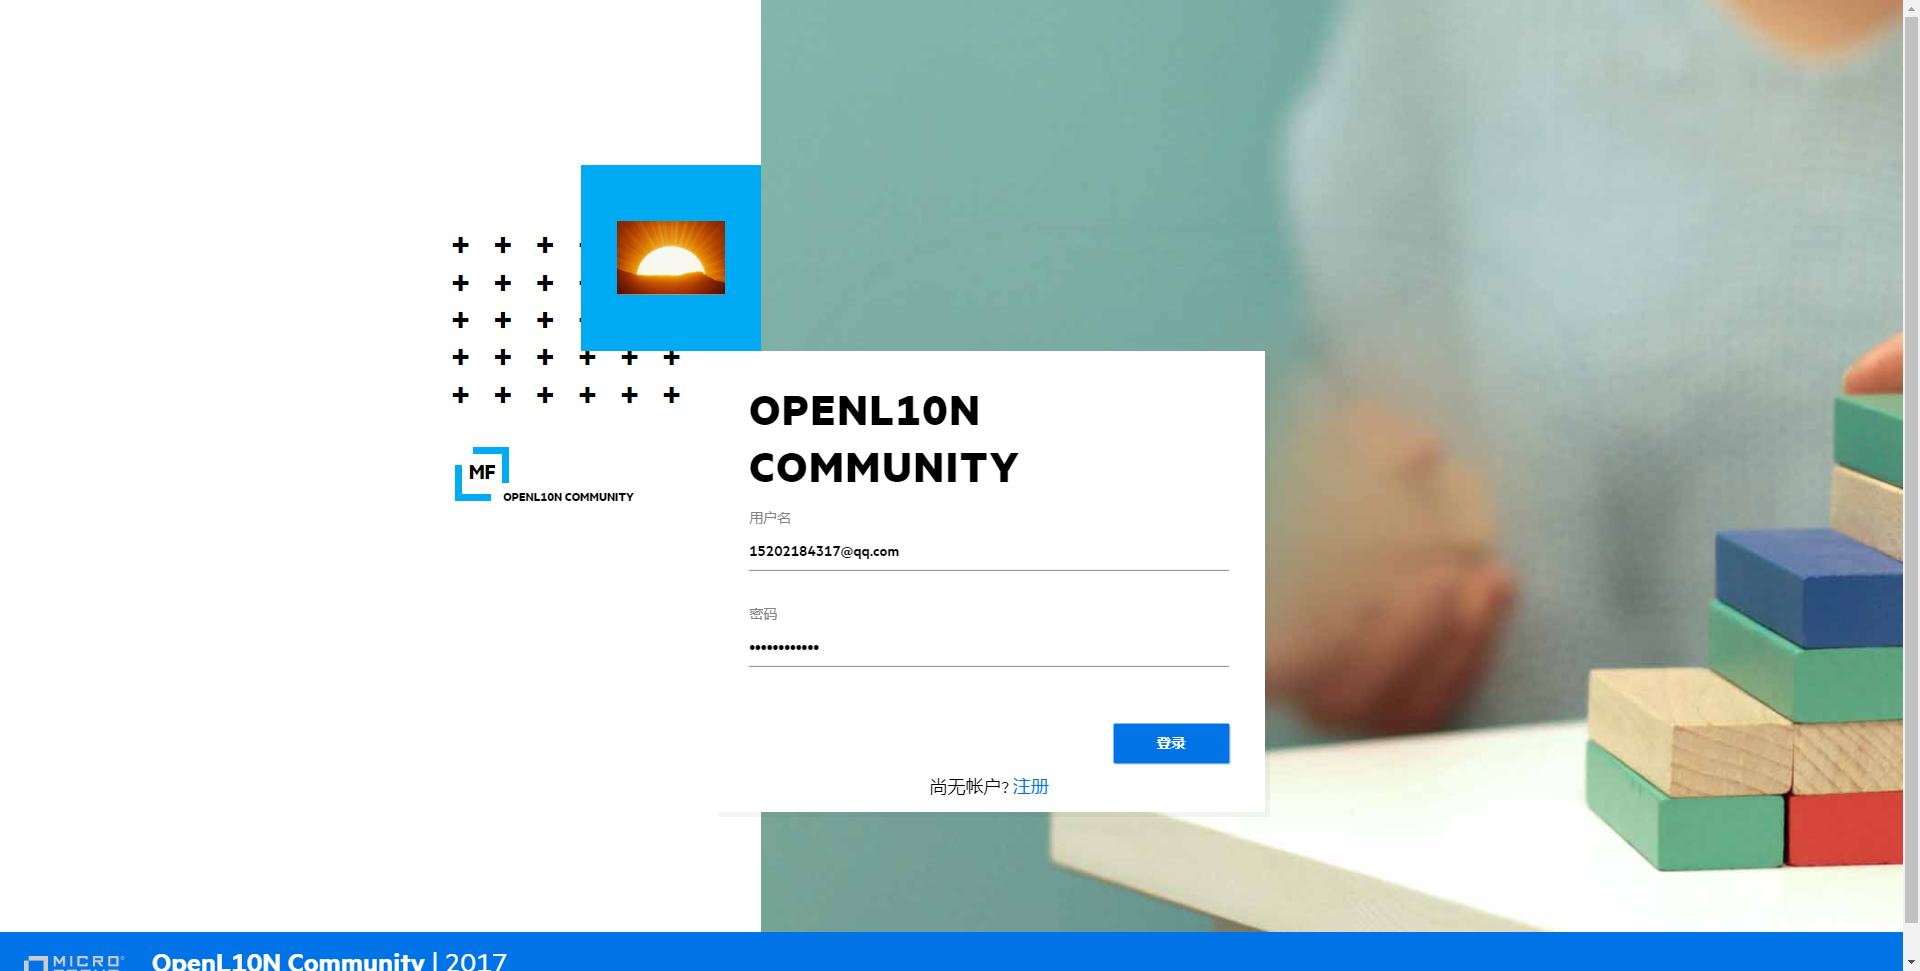 OPENL10N
COMMUNITY
MF
OPENL10N COMMUNITY
用户名
15202184317@qq.com
密码
••••••••••••
登录
尚无帐户? 注册
MICRO
OpenL10N Community | 2017